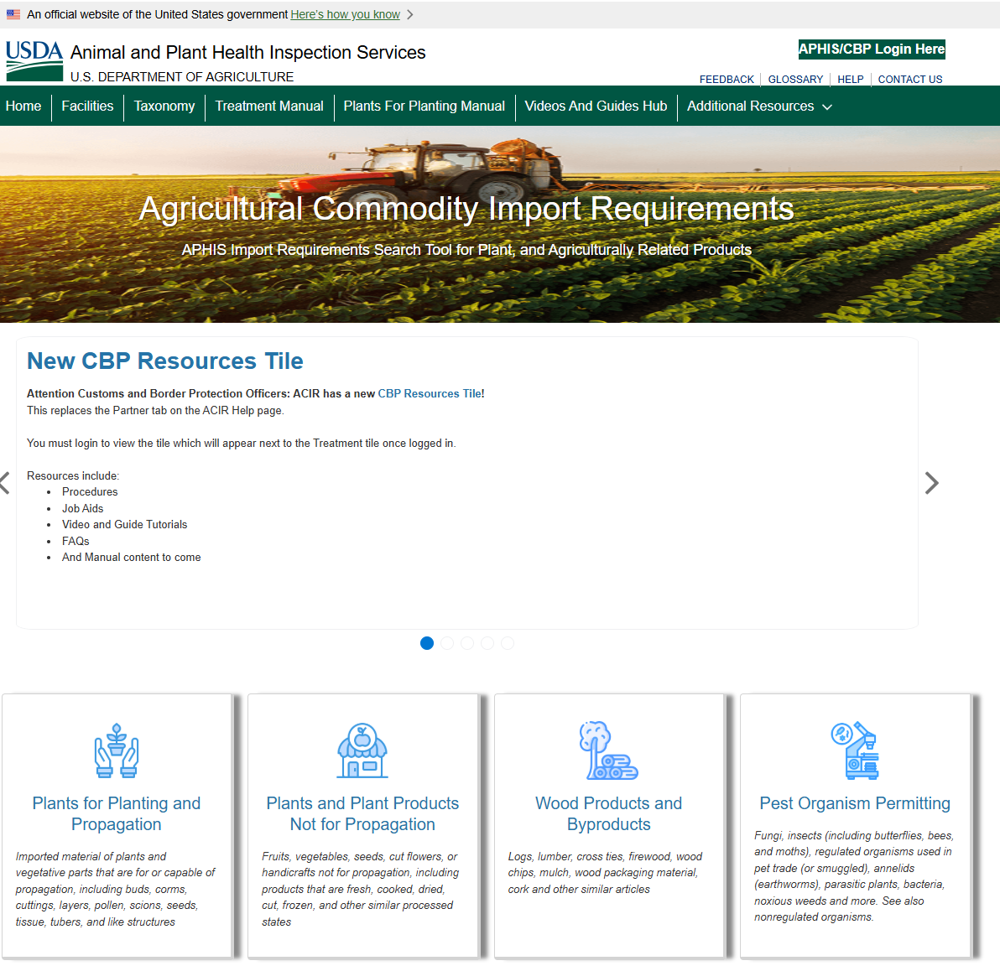 An official website of the United States government Here's how you know
USDA
Animal and Plant Health Inspection Services
U.S. DEPARTMENT OF AGRICULTURE
APHIS/CBP Login Here
FEEDBACK
GLOSSARY
HELP
CONTACT US
Home
Facilities
Taxonomy
Treatment Manual
Plants For Planting Manual
Videos And Guides Hub
Additional Resources
Agricultural Commodity Import Requirements
APHIS Import Requirements Search Tool for Plant, and Agriculturally Related Products
New CBP Resources Tile
Attention Customs and Border Protection Officers: ACIR has a new CBP Resources Tile!
This replaces the Partner tab on the ACIR Help page.
You must login to view the tile which will appear next to the Treatment tile once logged in.
Resources include:
• Procedures
• Job Aids
• Video and Guide Tutorials
• FAQs
• And Manual content to come
Plants for Planting and
Propagation
Imported material of plants and
vegetative parts that are for or capable of
propagation, including buds, corms,
cuttings, layers, pollen, scions, seeds,
tissue, tubers, and like structures
Plants and Plant Products
Not for Propagation
Fruits, vegetables, seeds, cut flowers, or
handicrafts not for propagation, including
products that are fresh, cooked, dried,
cut, frozen, and other similar processed
states
Wood Products and
Byproducts
Logs, lumber, cross ties, firewood, wood
chips, mulch, wood packaging material,
cork and other similar articles
Pest Organism Permitting
Fungi, insects (including butterflies, bees,
and moths), regulated organisms used in
pet trade (or smuggled), annelids
(earthworms), parasitic plants, bacteria,
noxious weeds and more. See also
nonregulated organisms.